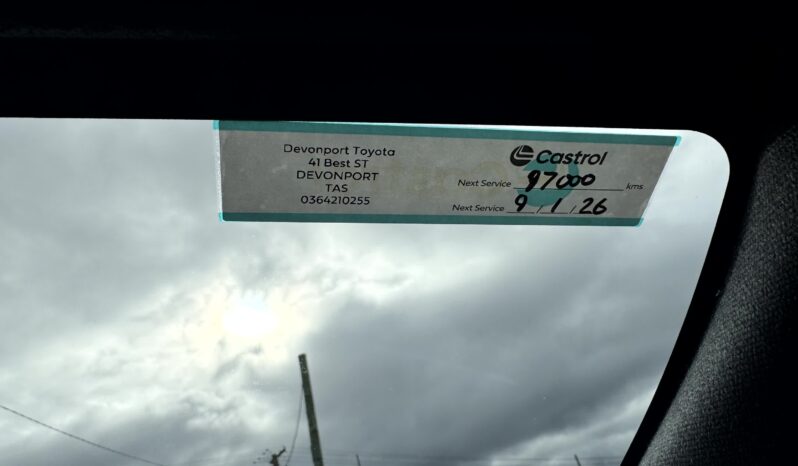 Devonport Toyota
41 Best ST
DEVONPORT
TAS
0364210255
Castrol
Next Service 97000 kms
Next Service 9 / 1 / 26